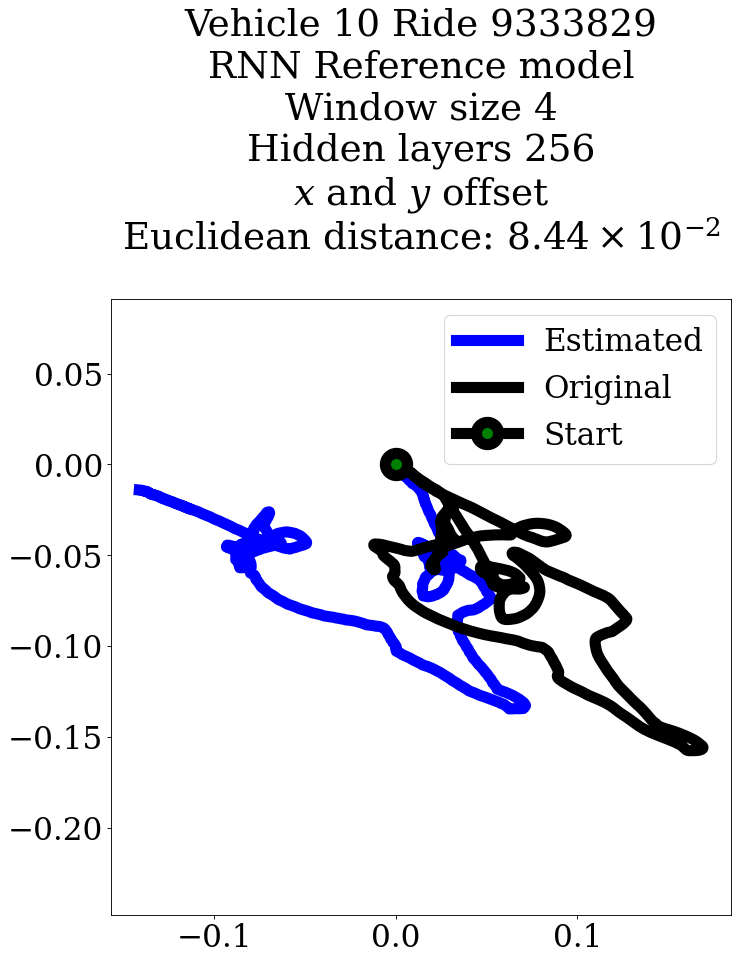 Vehicle 10 Ride 9333829
RNN Reference model
Window size 4
Hidden layers 256
x and y offset
Euclidean distance: 8.44 × 10⁻²
Estimated
Original
Start
0.05
0.00
−0.05
−0.10
−0.15
−0.20
−0.1 0.0 0.1